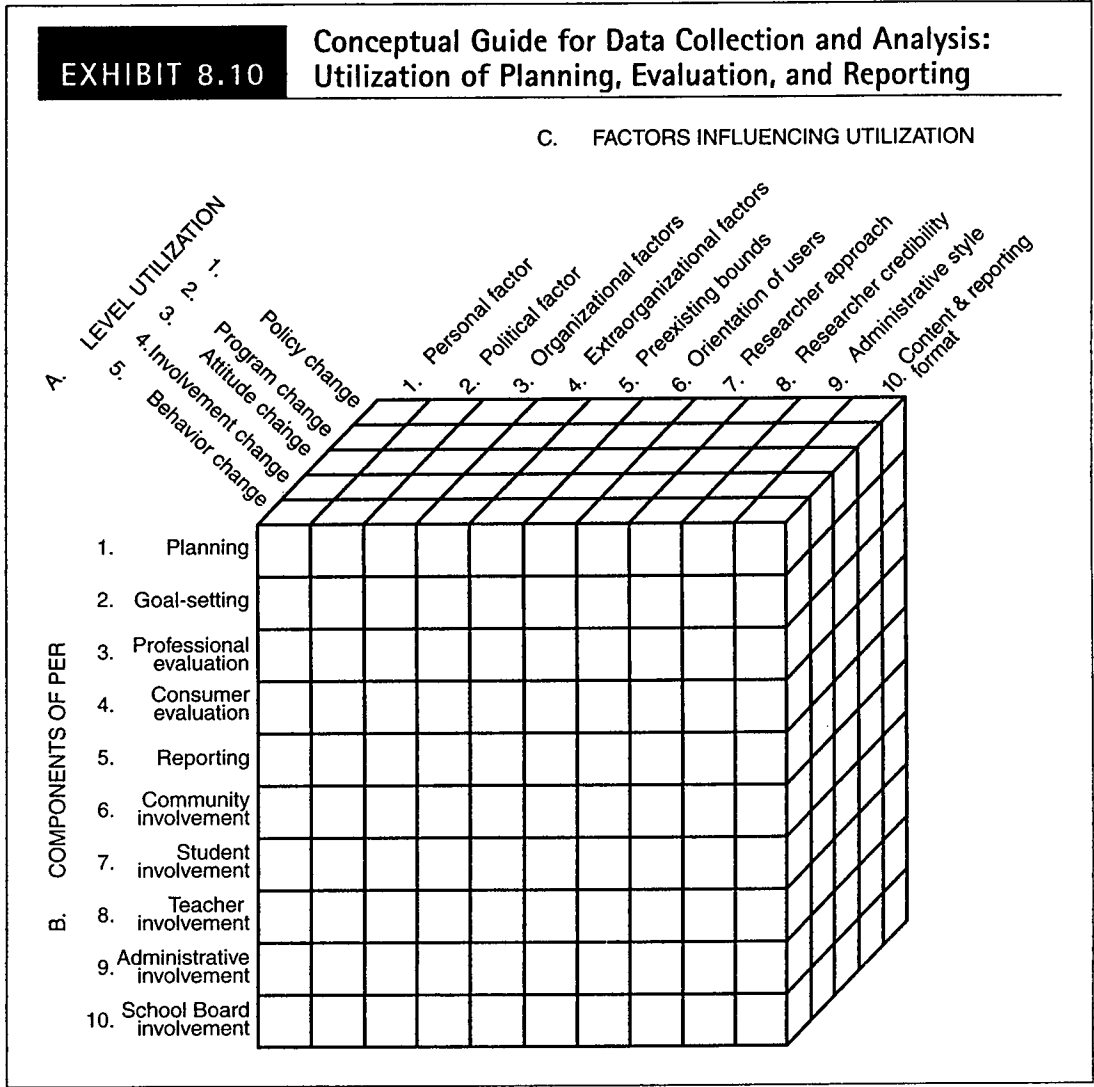 EXHIBIT 8.10
Conceptual Guide for Data Collection and Analysis:
Utilization of Planning, Evaluation, and Reporting
C. FACTORS INFLUENCING UTILIZATION
A. LEVEL UTILIZATION
1. Policy change
2. Program change
3. Attitude change
4. Involvement change
5. Behavior change
1. Personal factor
2. Political factor
3. Organizational factors
4. Extraorganizational factors
5. Preexisting bounds
6. Orientation of users
7. Researcher approach
8. Researcher credibility
9. Administrative style
10. Content & reporting
format
B. COMPONENTS OF PER
1. Planning
2. Goal-setting
3. Professional
evaluation
4. Consumer
evaluation
5. Reporting
6. Community
involvement
7. Student
involvement
8. Teacher
involvement
9. Administrative
involvement
10. School Board
involvement